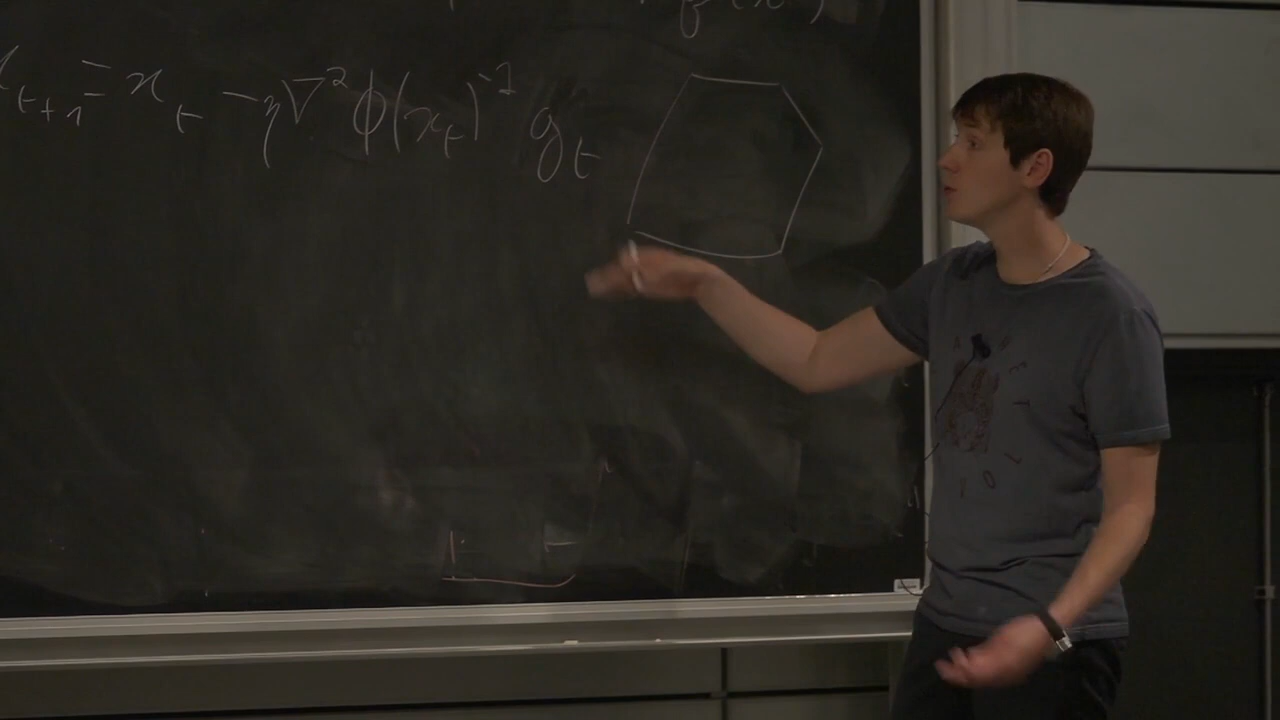 x_{t+1} = x_t - η∇²ϕ(x_t)^{-1} g_t